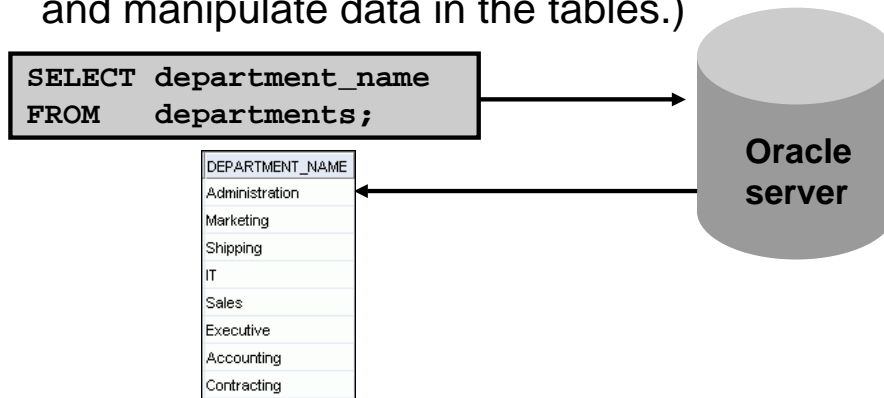 and manipulate data in the tables.)
SELECT department_name
FROM departments;
Oracle
server
DEPARTMENT_NAME
Administration
Marketing
Shipping
IT
Sales
Executive
Accounting
Contracting